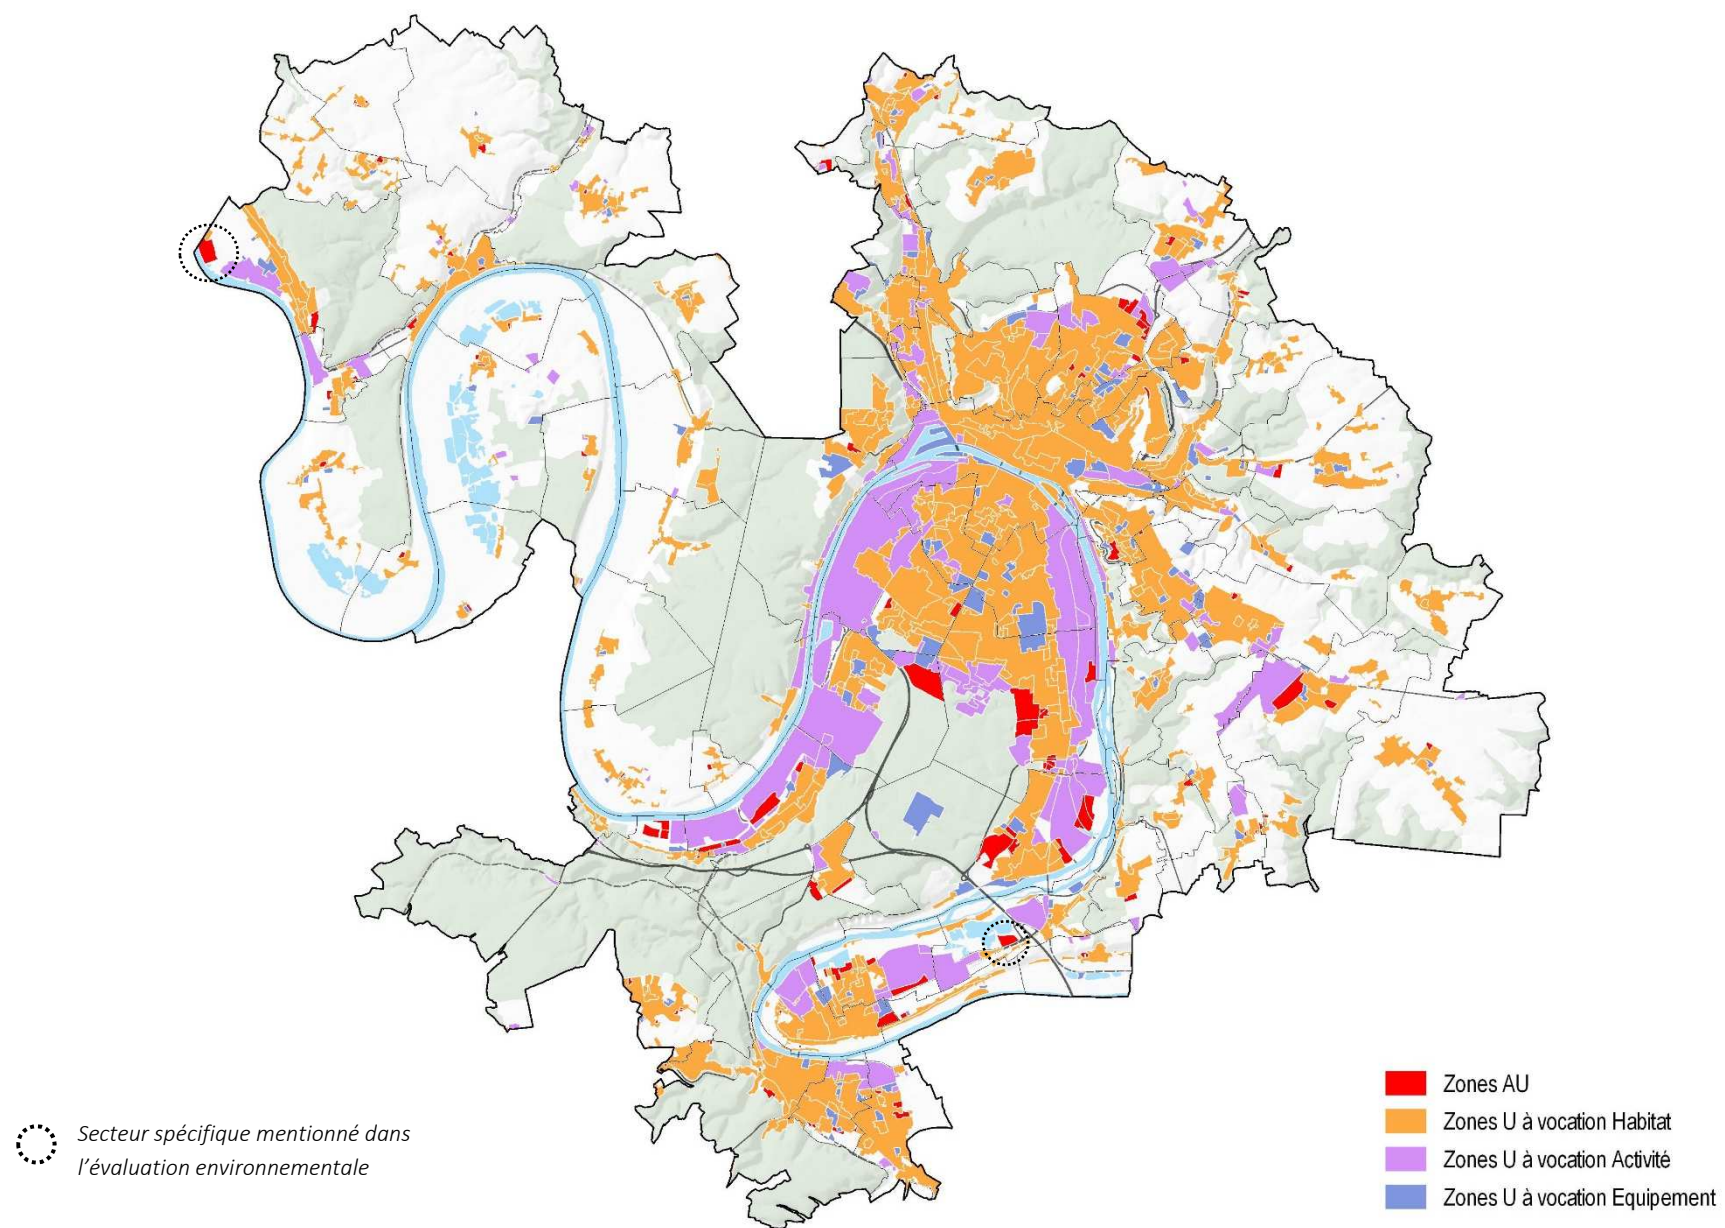 Zones AU
Zones U à vocation Habitat
Zones U à vocation Activité
Zones U à vocation Equipement
Secteur spécifique mentionné dans
l’évaluation environnementale